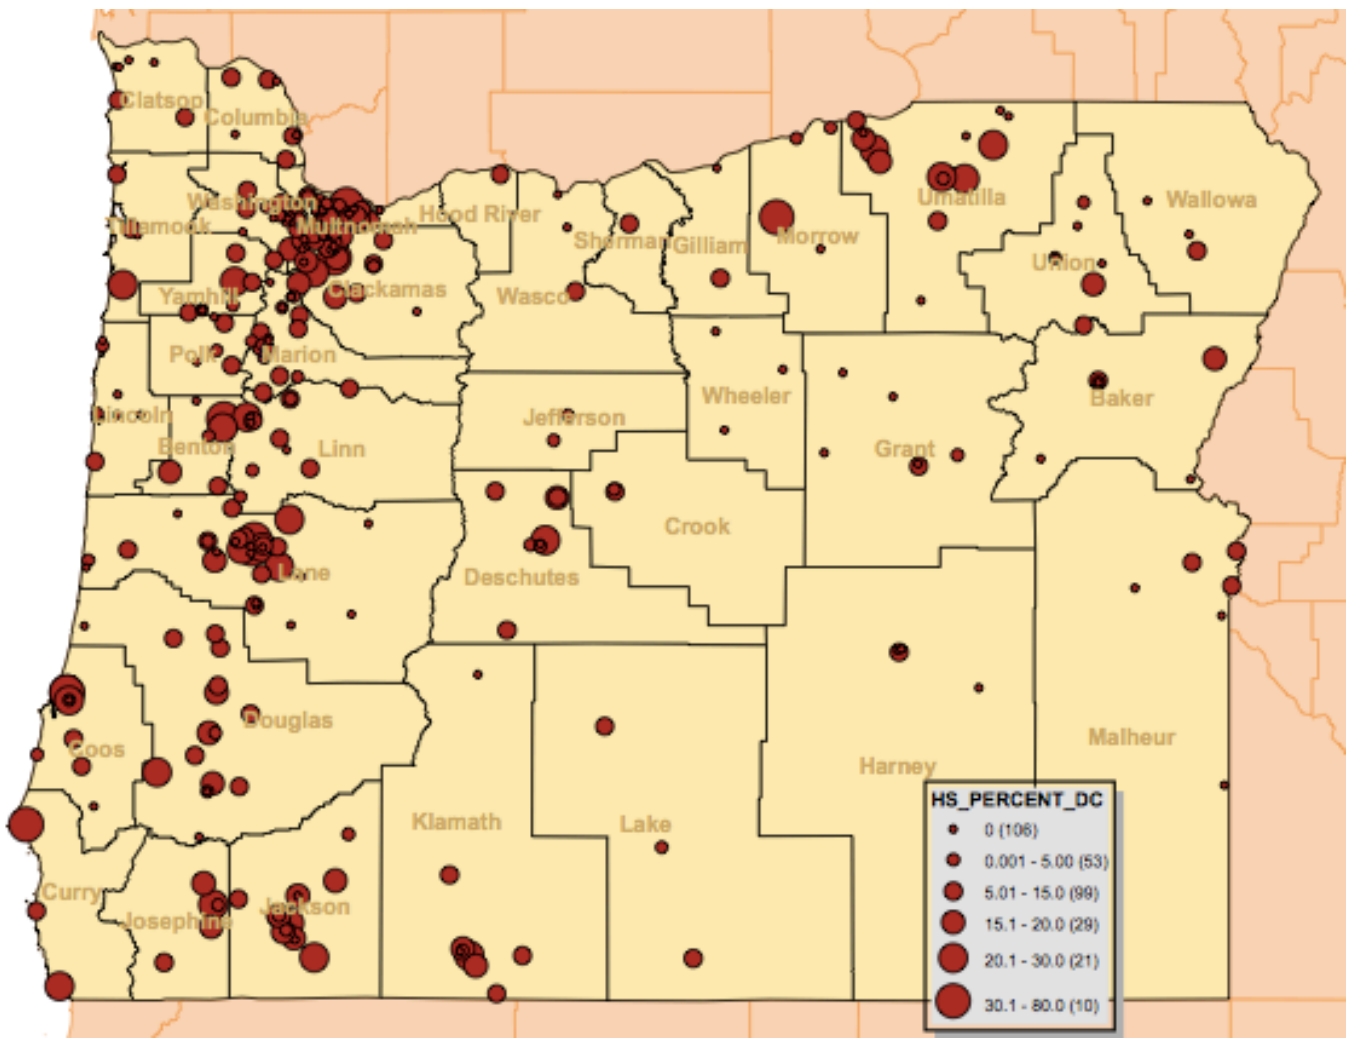 Clatsop
Columbia
Washington
Tillamook
Multnomah
Hood River
Sherman
Gilliam
Morrow
Umatilla
Wallowa
Union
Yamhill
Clackamas
Wasco
Polk
Marion
Wheeler
Baker
Lincoln
Benton
Linn
Jefferson
Grant
Crook
Lane
Deschutes
Douglas
Coos
Malheur
Harney
Klamath
Lake
Curry
Josephine
Jackson
HS_PERCENT_DC
0 (106)
0.001 - 5.00 (53)
5.01 - 15.0 (99)
15.1 - 20.0 (29)
20.1 - 30.0 (21)
30.1 - 80.0 (10)